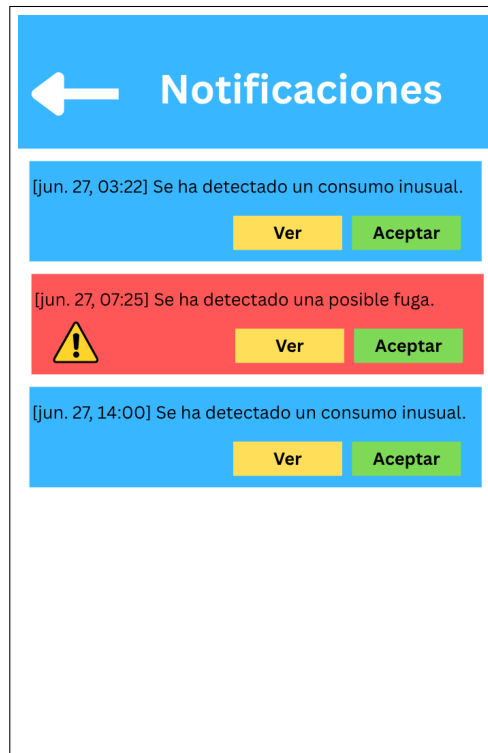 Notificaciones
[jun. 27, 03:22] Se ha detectado un consumo inusual.
Ver Aceptar
[jun. 27, 07:25] Se ha detectado una posible fuga.
Ver Aceptar
[jun. 27, 14:00] Se ha detectado un consumo inusual.
Ver Aceptar